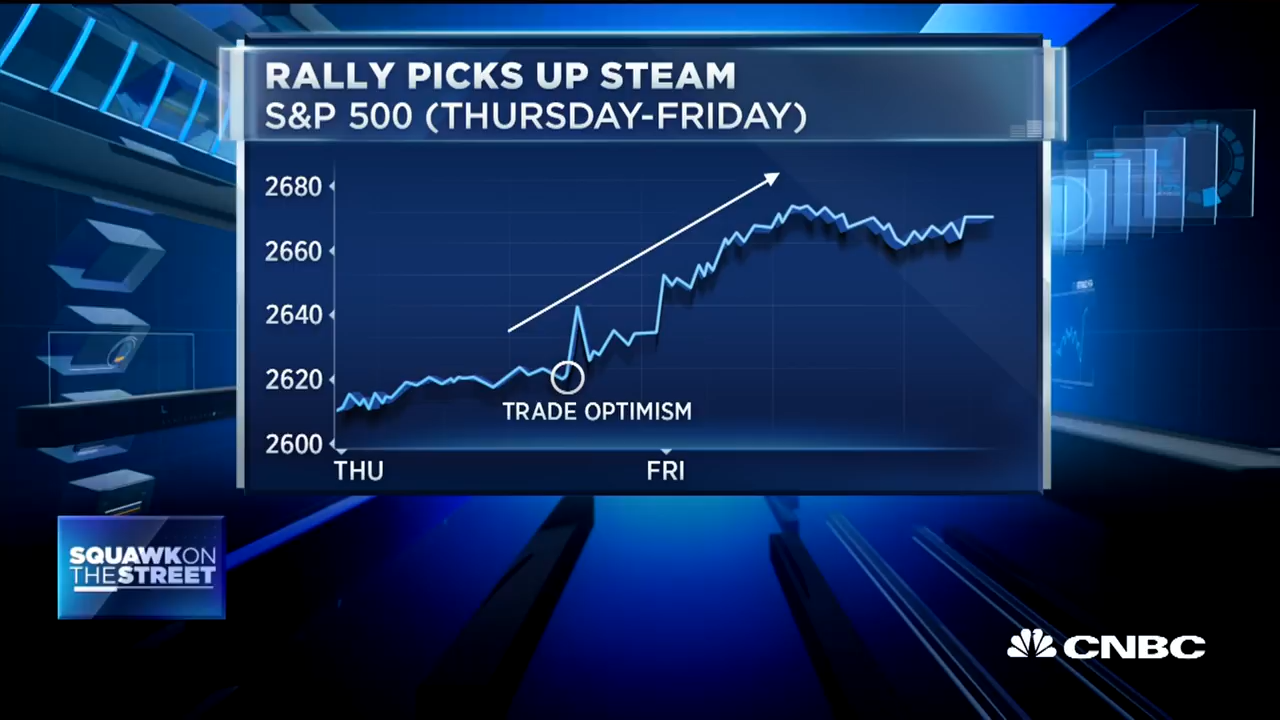 RALLY PICKS UP STEAM
S&P 500 (THURSDAY-FRIDAY)
2680
2660
2640
2620
2600
TRADE OPTIMISM
THU
FRI
SQUAWK ON
THE STREET
CNBC